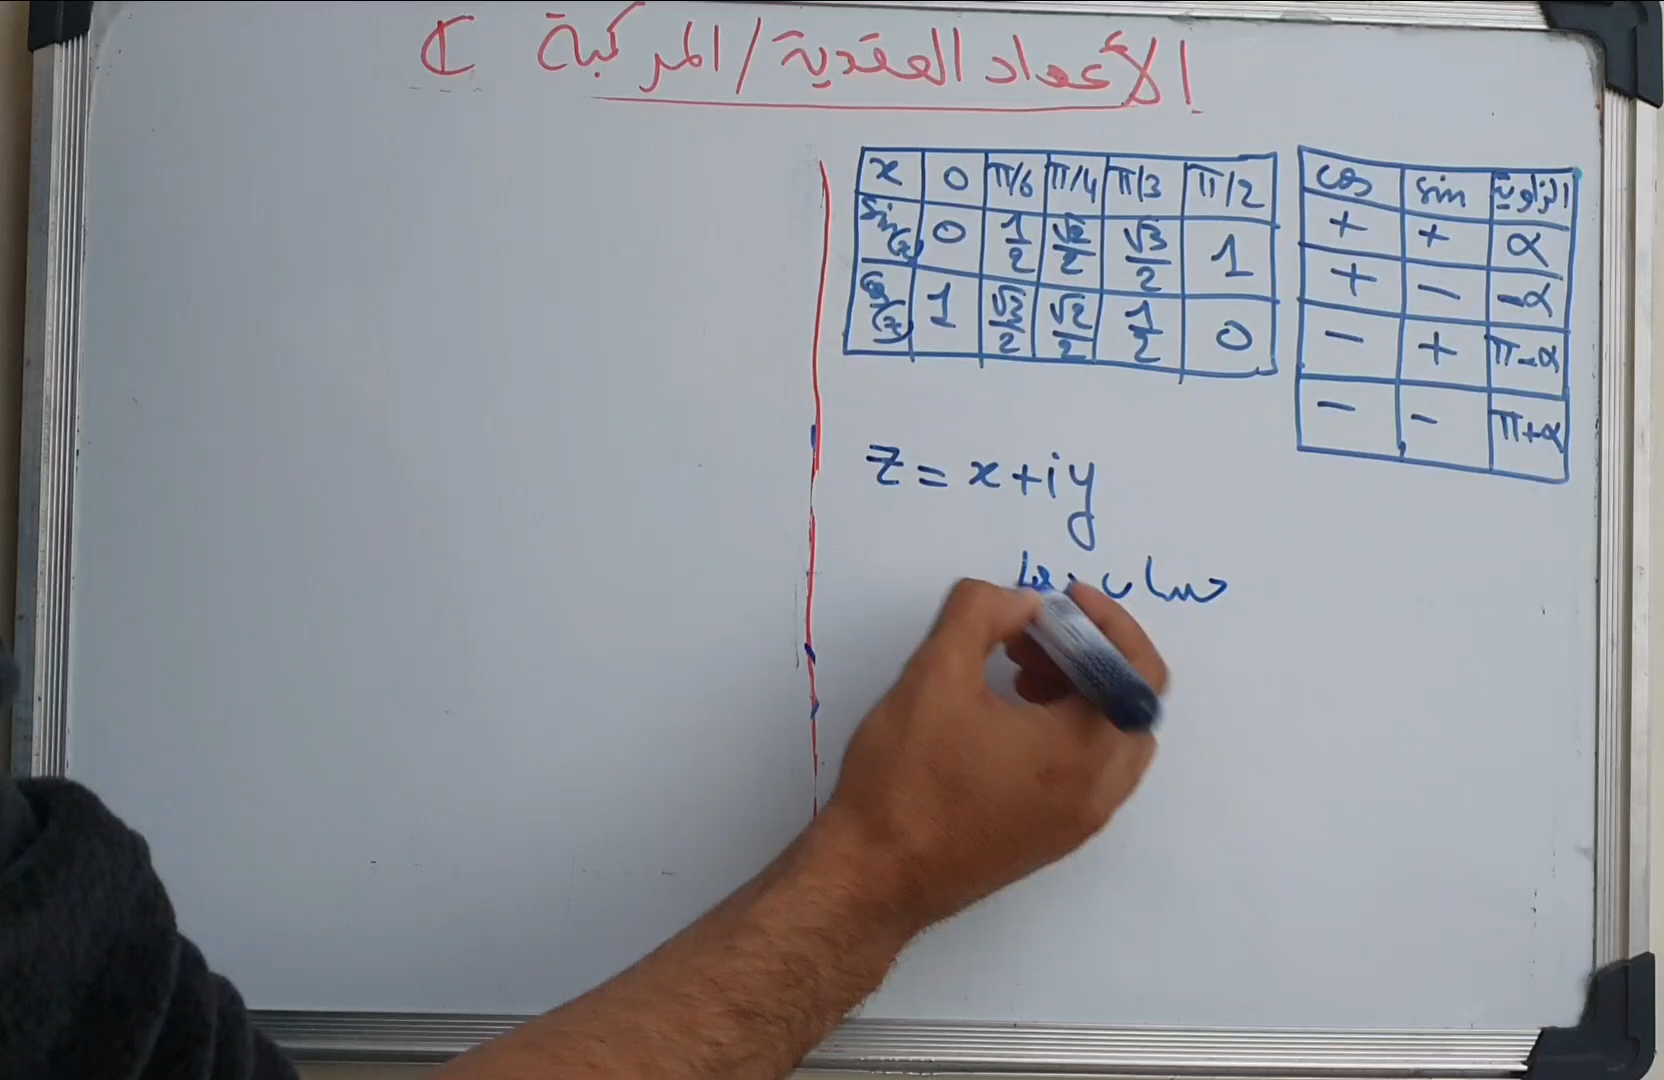 الأعداد العقدية / المركبة ℂ
x 0 π/6 π/4 π/3 π/2
sin(x) 0 1/2 √2/2 √3/2 1
cos(x) 1 √3/2 √2/2 1/2 0
cos sin الزاوية
+ + α
+ - -α
- + π-α
- - π+α
z = x+iy
حساب